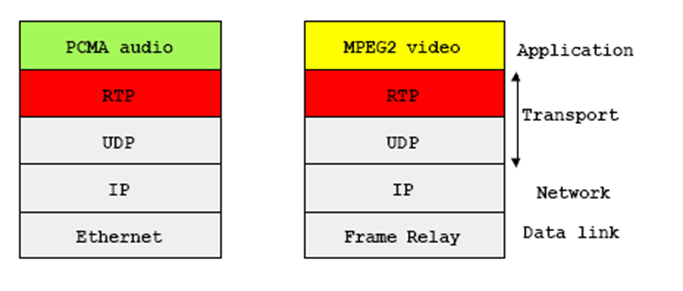 PCMA audio
RTP
UDP
IP
Ethernet
MPEG2 video
RTP
UDP
IP
Frame Relay
Application
Transport
Network
Data link